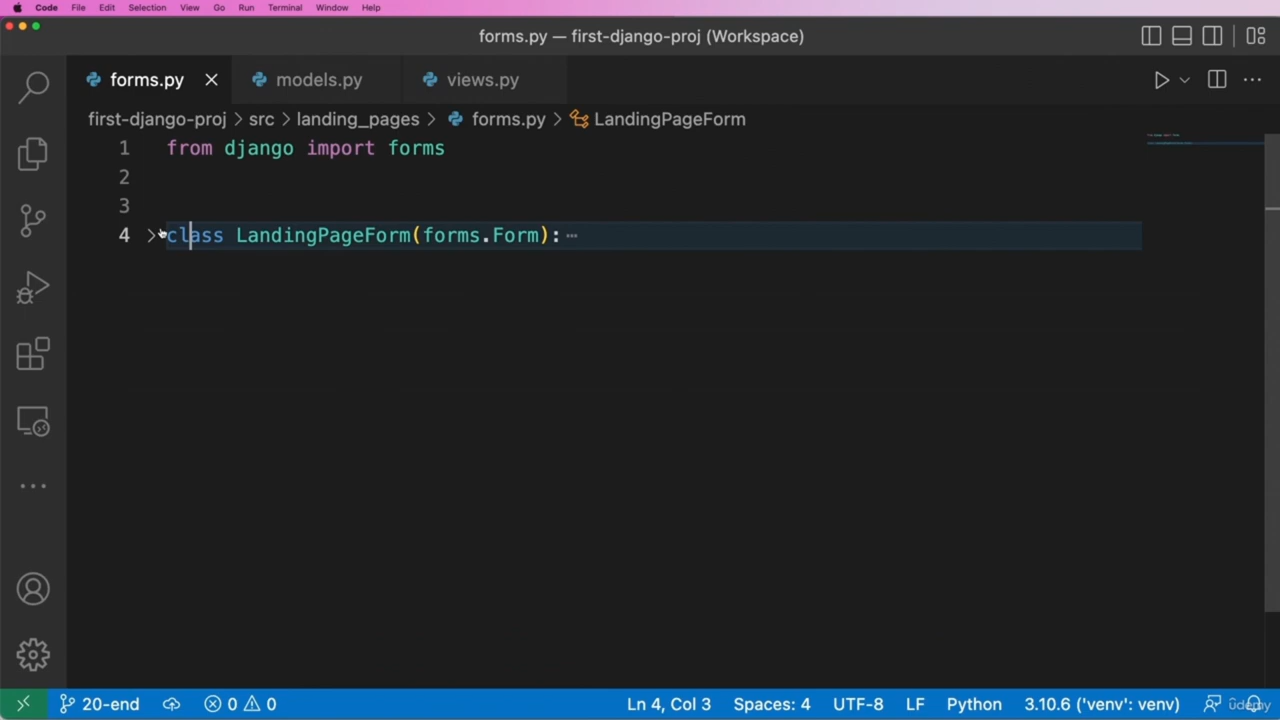 Code File Edit Selection View Go Run Terminal Window Help
forms.py — first-django-proj (Workspace)
forms.py models.py views.py
first-django-proj > src > landing_pages > forms.py > LandingPageForm
1 from django import forms
2
3
4 class LandingPageForm(forms.Form): ⋯
20-end 0 0 Ln 4, Col 3 Spaces: 4 UTF-8 LF Python 3.10.6 ('venv': venv)
ûdemy